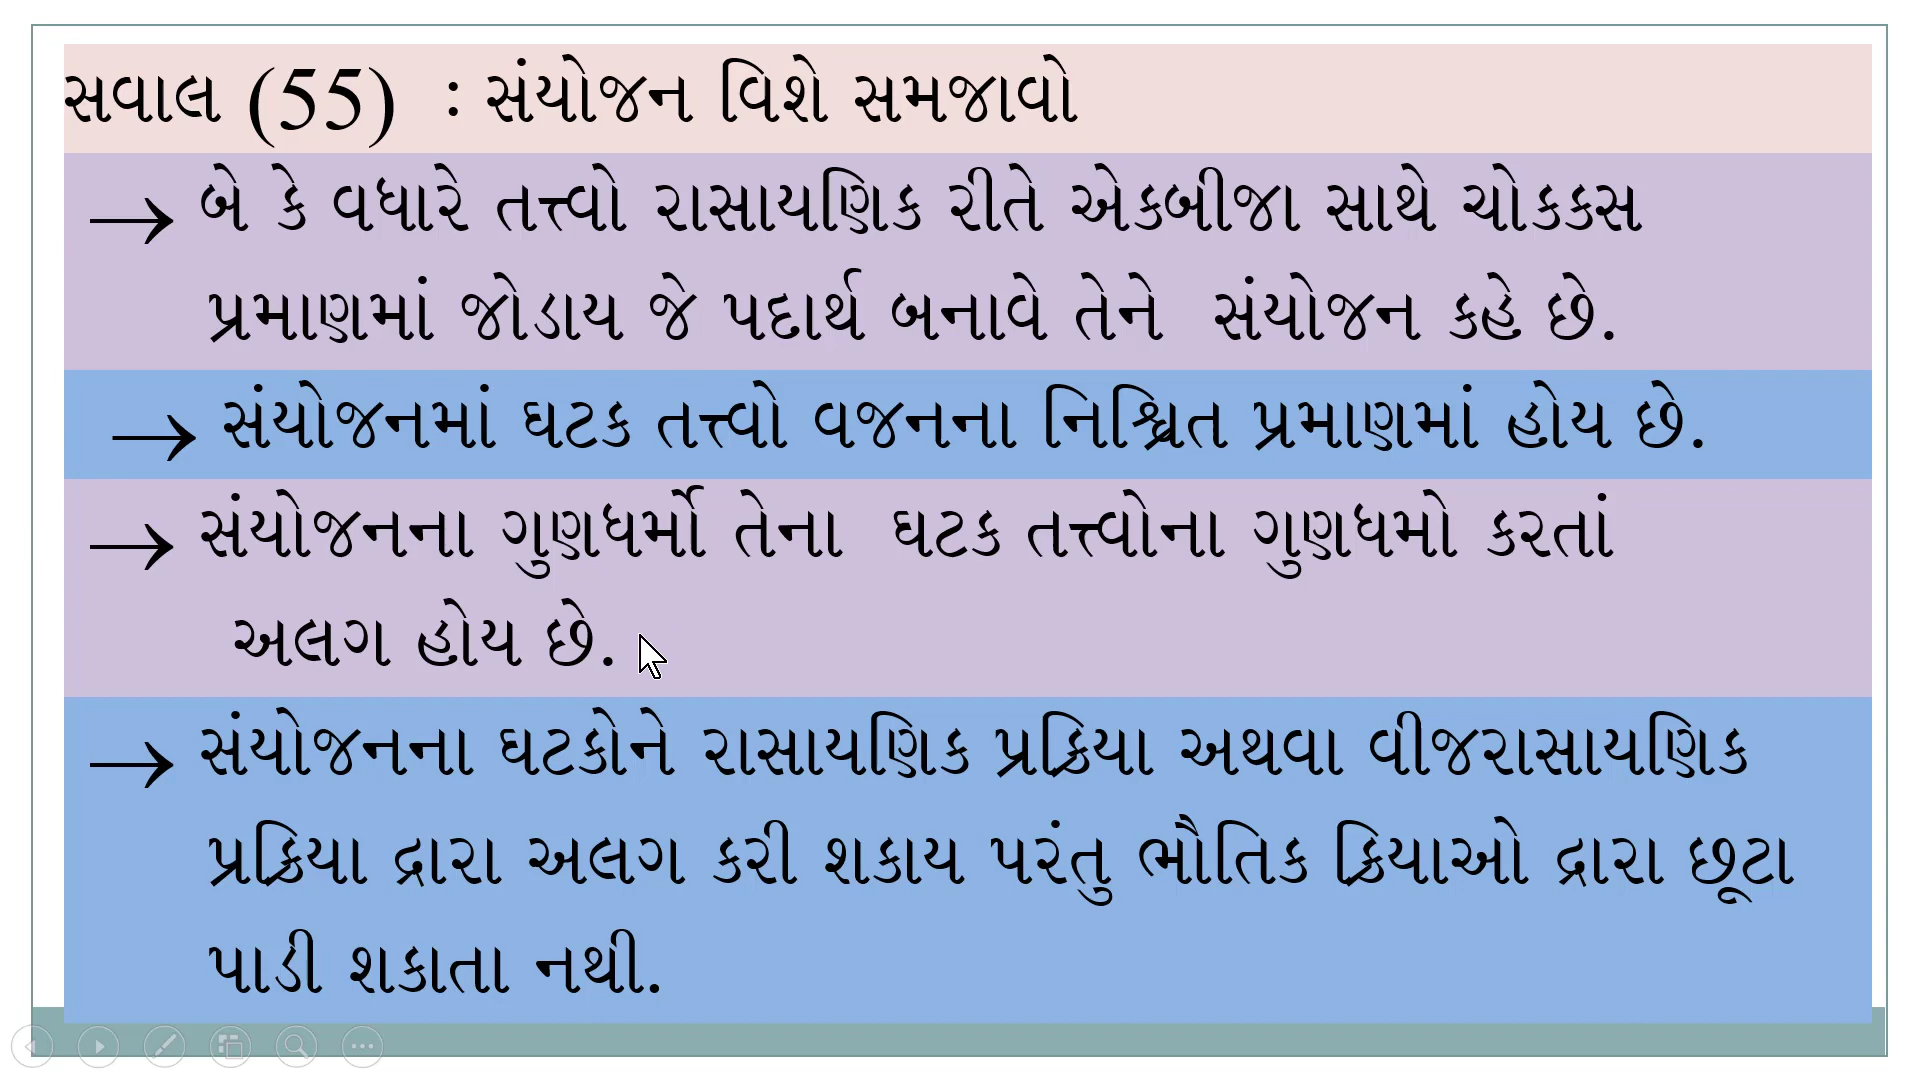 સવાલ (55) : સંયોજન વિશે સમજાવો
→ બે કે વધારે તત્ત્વો રાસાયણિક રીતે એકબીજા સાથે ચોકકસ
પ્રમાણમાં જોડાય જે પદાર્થ બનાવે તેને સંયોજન કહે છે.
→ સંયોજનમાં ઘટક તત્ત્વો વજનના નિશ્ચિત પ્રમાણમાં હોય છે.
→ સંયોજનના ગુણધર્મો તેના ઘટક તત્ત્વોના ગુણધમો કરતાં
અલગ હોય છે.
→ સંયોજનના ઘટકોને રાસાયણિક પ્રક્રિયા અથવા વીજરાસાયણિક
પ્રક્રિયા દ્વારા અલગ કરી શકાય પરંતુ ભૌતિક ક્રિયાઓ દ્વારા છૂટા
પાડી શકાતા નથી.